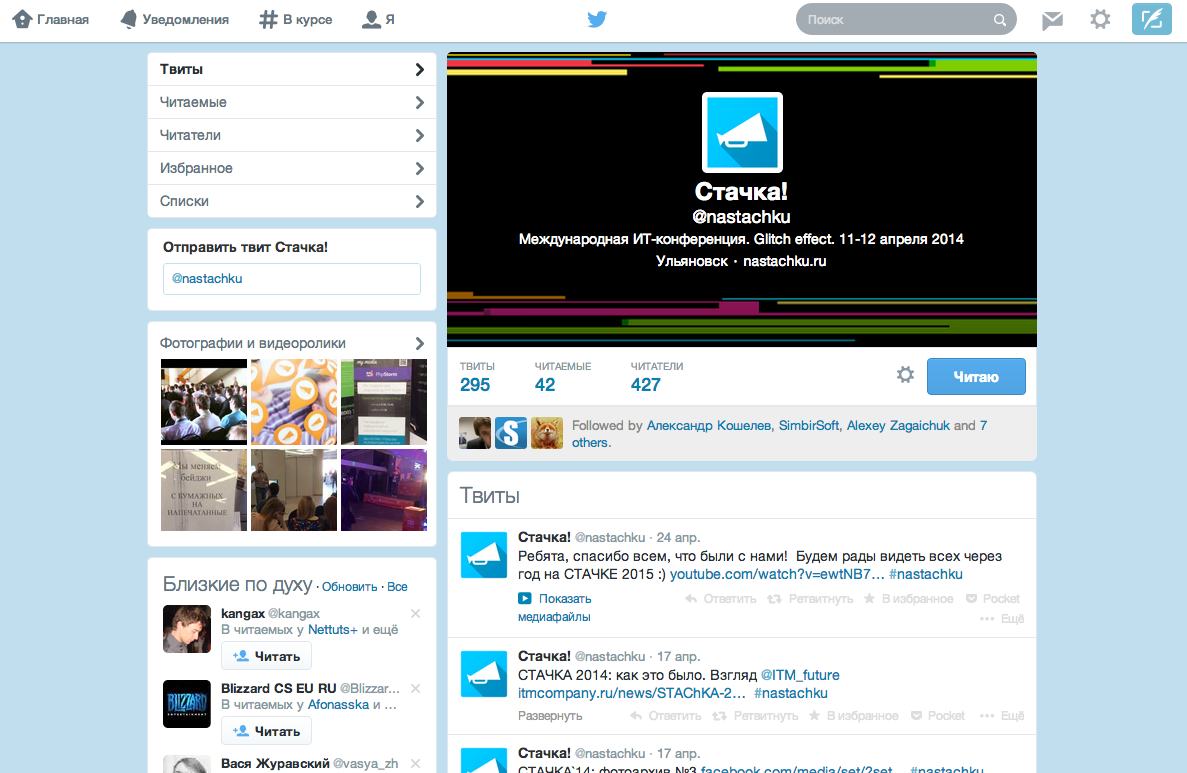 Главная
Уведомления
В курсе
Я
Поиск
Твиты
Читаемые
Читатели
Избранное
Списки
Отправить твит Стачка!
@nastachku
Фотографии и видеоролики
PhpStorm
Мы меняем
бейджи
С БУМАЖНЫХ
НА
НАПЕЧАТАННЫЕ
Близкие по духу · Обновить · Все
kangax @kangax
В читаемых у Nettuts+ и ещё
Читать
BLIZZARD
ENTERTAINMENT
Blizzard CS EU RU @Blizzar...
В читаемых у Afonasska и ...
Читать
Вася Журавский @vasya_zh
Стачка!
@nastachku
Международная ИТ-конференция. Glitch effect. 11-12 апреля 2014
Ульяновск · nastachku.ru
ТВИТЫ
295
ЧИТАЕМЫЕ
42
ЧИТАТЕЛИ
427
Читаю
S
Followed by Александр Кошелев, SimbirSoft, Alexey Zagaichuk and 7
others.
Твиты
Стачка! @nastachku · 24 апр.
Ребята, спасибо всем, что были с нами! Будем рады видеть всех через
год на СТАЧКЕ 2015 :) youtube.com/watch?v=ewtNB7... #nastachku
Показать
медиафайлы
Ответить
Ретвитнуть
В избранное
Pocket
Ещё
Стачка! @nastachku · 17 апр.
СТАЧКА 2014: как это было. Взгляд @ITM_future
itmcompany.ru/news/STAChKA-2... #nastachku
Развернуть
Ответить
Ретвитнуть
В избранное
Pocket
Ещё
Стачка! @nastachku · 17 апр.
СТАЧКА`14: фотоархив №3 facebook.com/media/set/?set... #nastachku